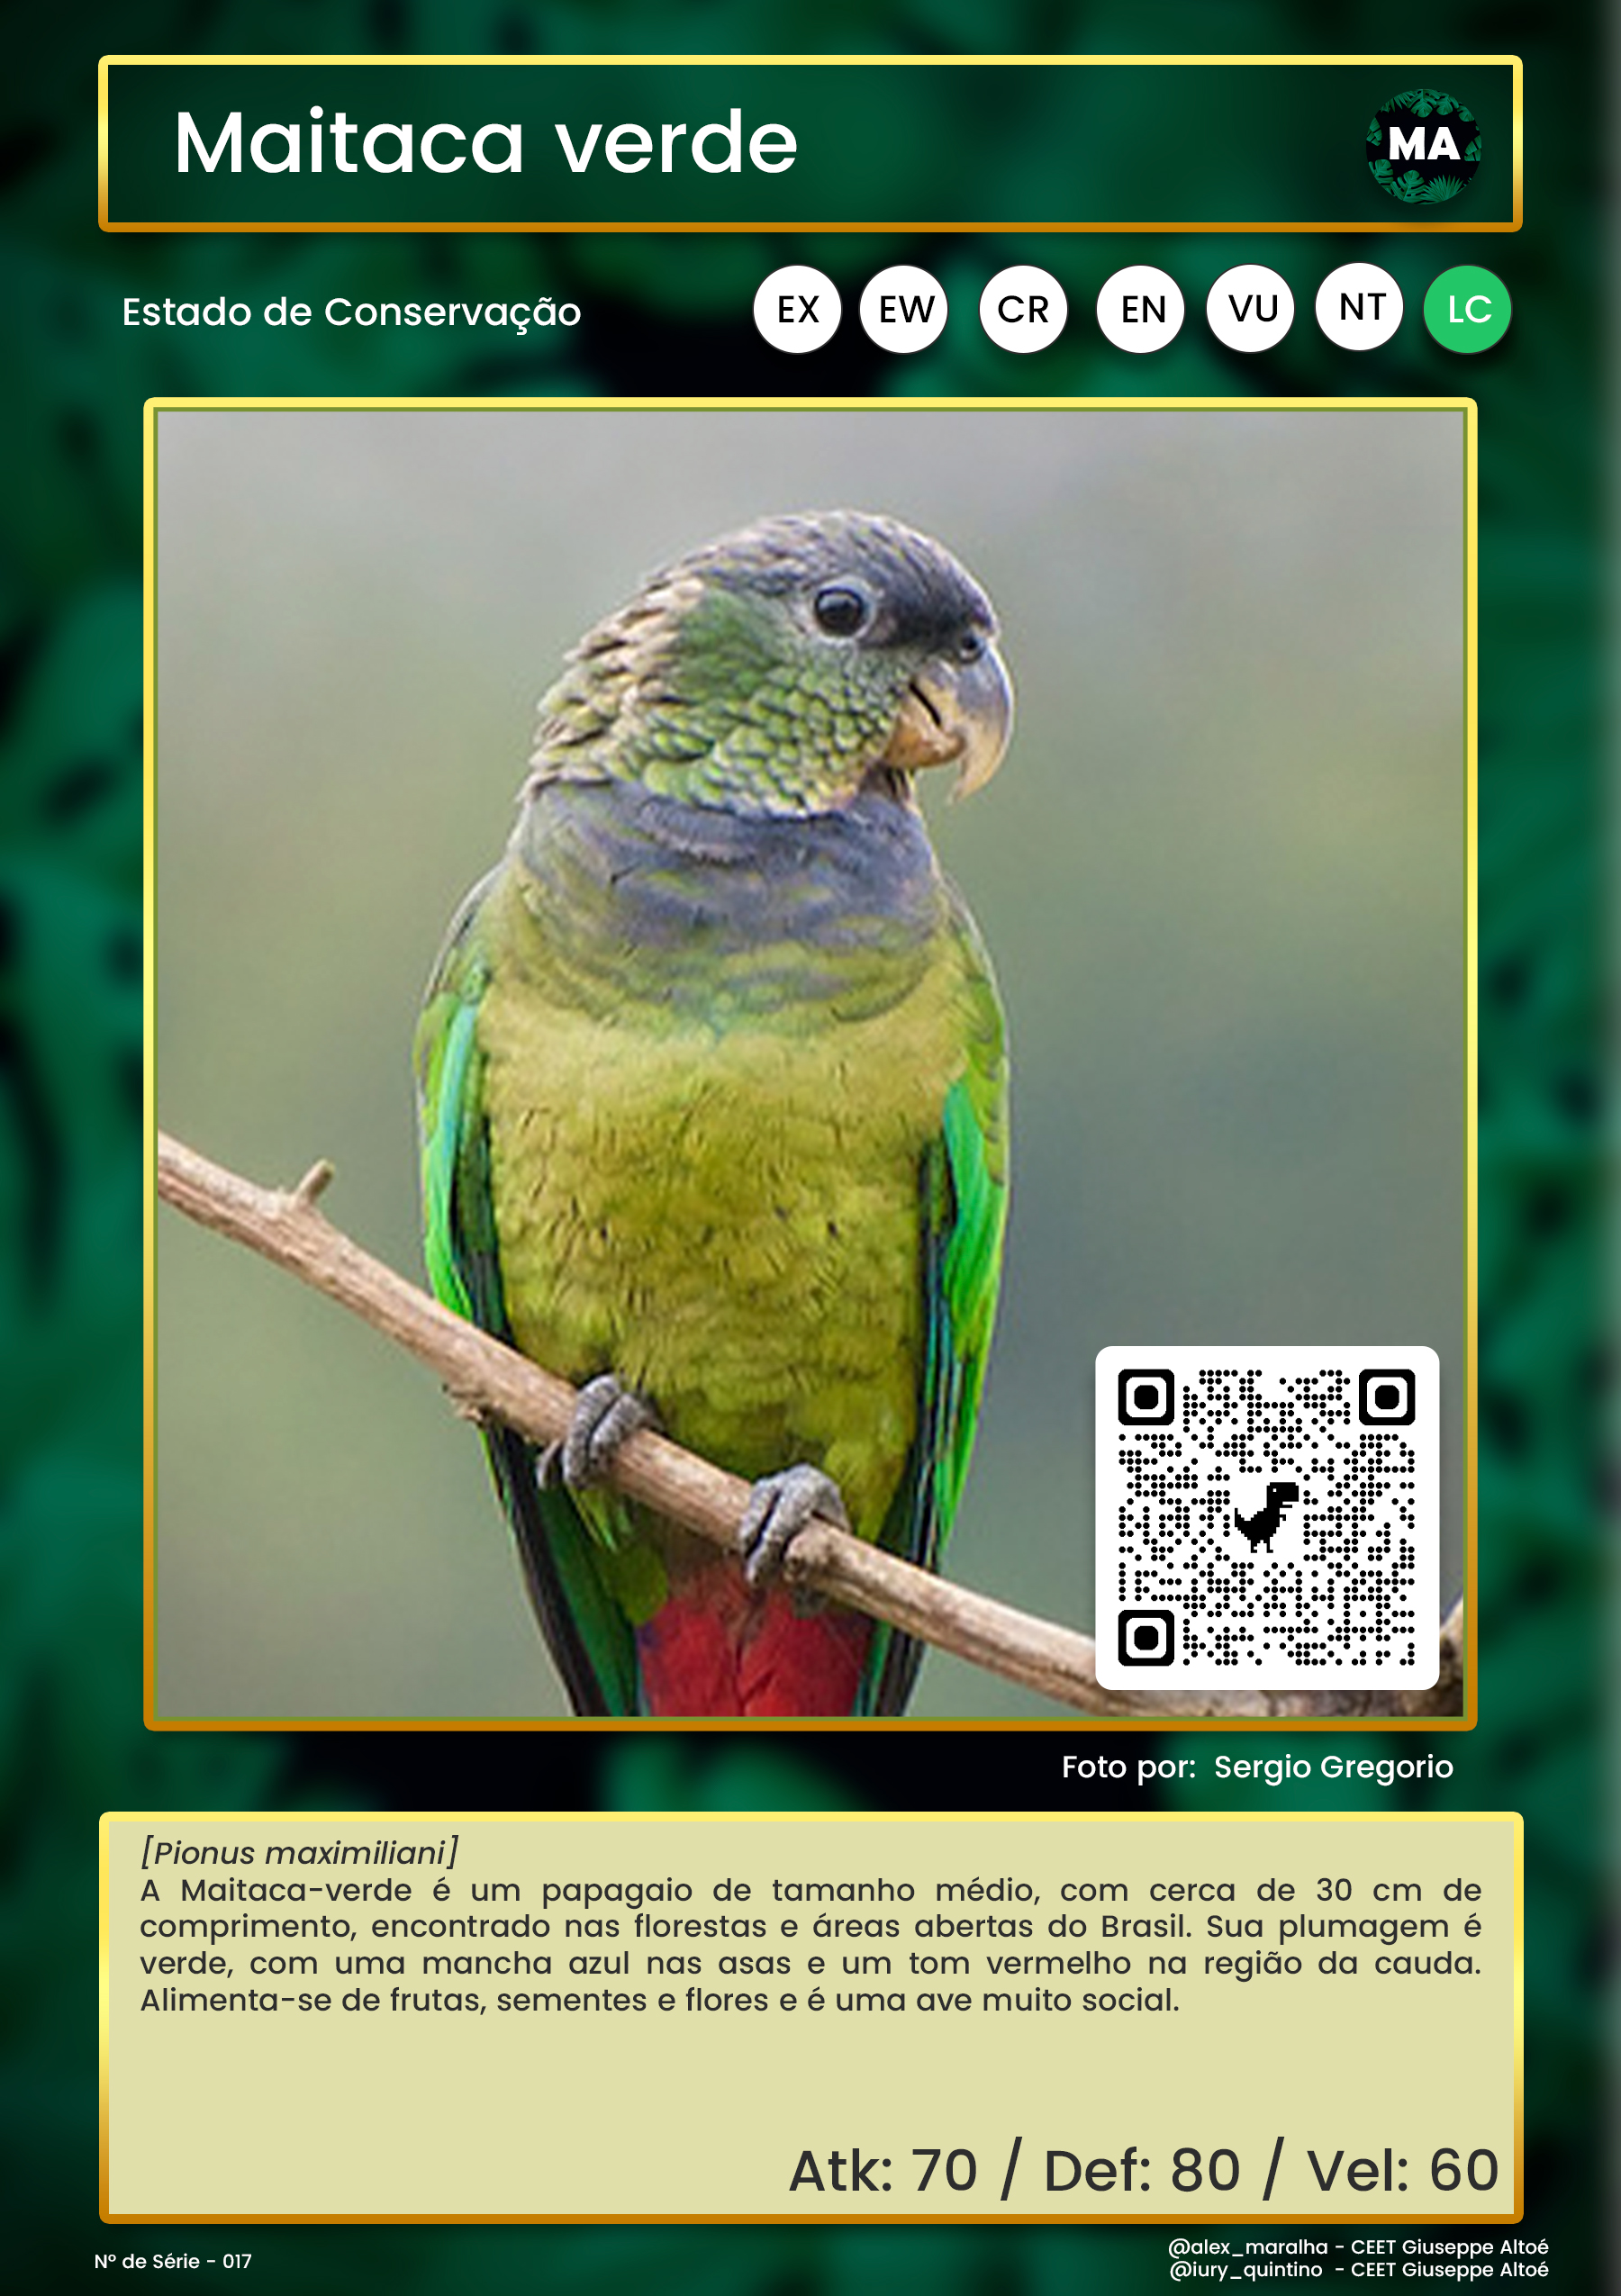 Maitaca verde
MA
Estado de Conservação
EX EW CR EN VU NT LC
Foto por: Sergio Gregorio
[Pionus maximiliani]
A Maitaca-verde é um papagaio de tamanho médio, com cerca de 30 cm de
comprimento, encontrado nas florestas e áreas abertas do Brasil. Sua plumagem é
verde, com uma mancha azul nas asas e um tom vermelho na região da cauda.
Alimenta-se de frutas, sementes e flores e é uma ave muito social.
Atk: 70 / Def: 80 / Vel: 60
Nº de Série - 017
@alex_maralha - CEET Giuseppe Altoé
@iury_quintino - CEET Giuseppe Altoé